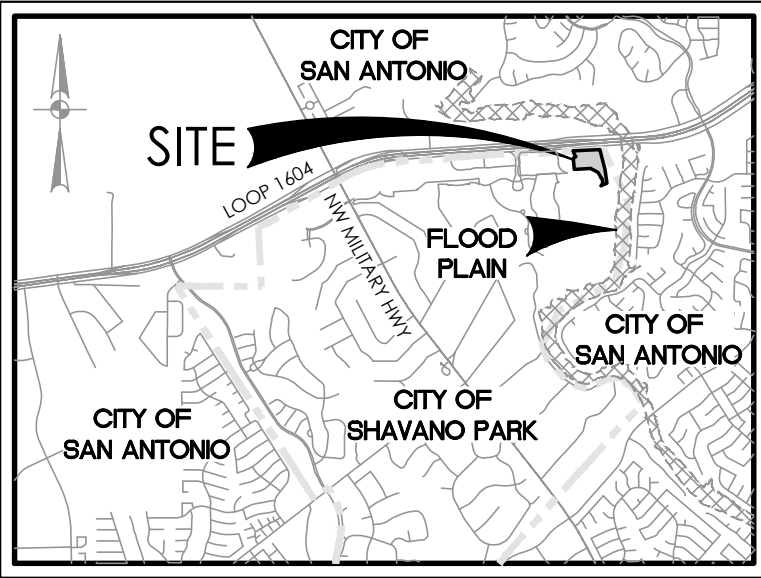 CITY OF
SAN ANTONIO
SITE
LOOP 1604
NW MILITARY HWY
FLOOD
PLAIN
CITY OF
SAN ANTONIO
CITY OF
SHAVANO PARK
CITY OF
SAN ANTONIO